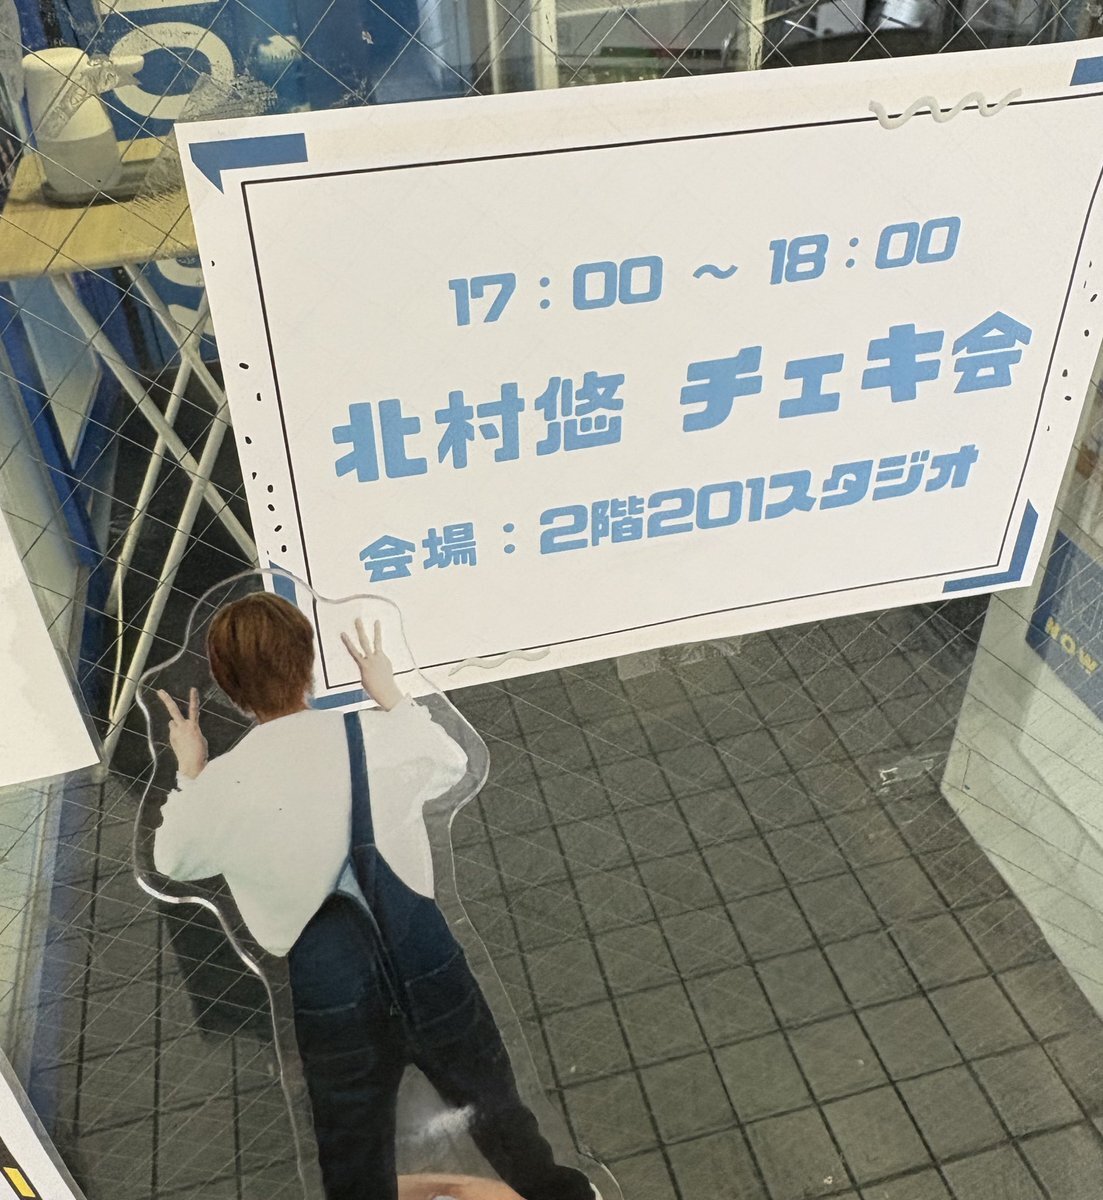 17：00 ～ 18：00
北村悠 チェキ会
会場：2階201スタジオ
NOW